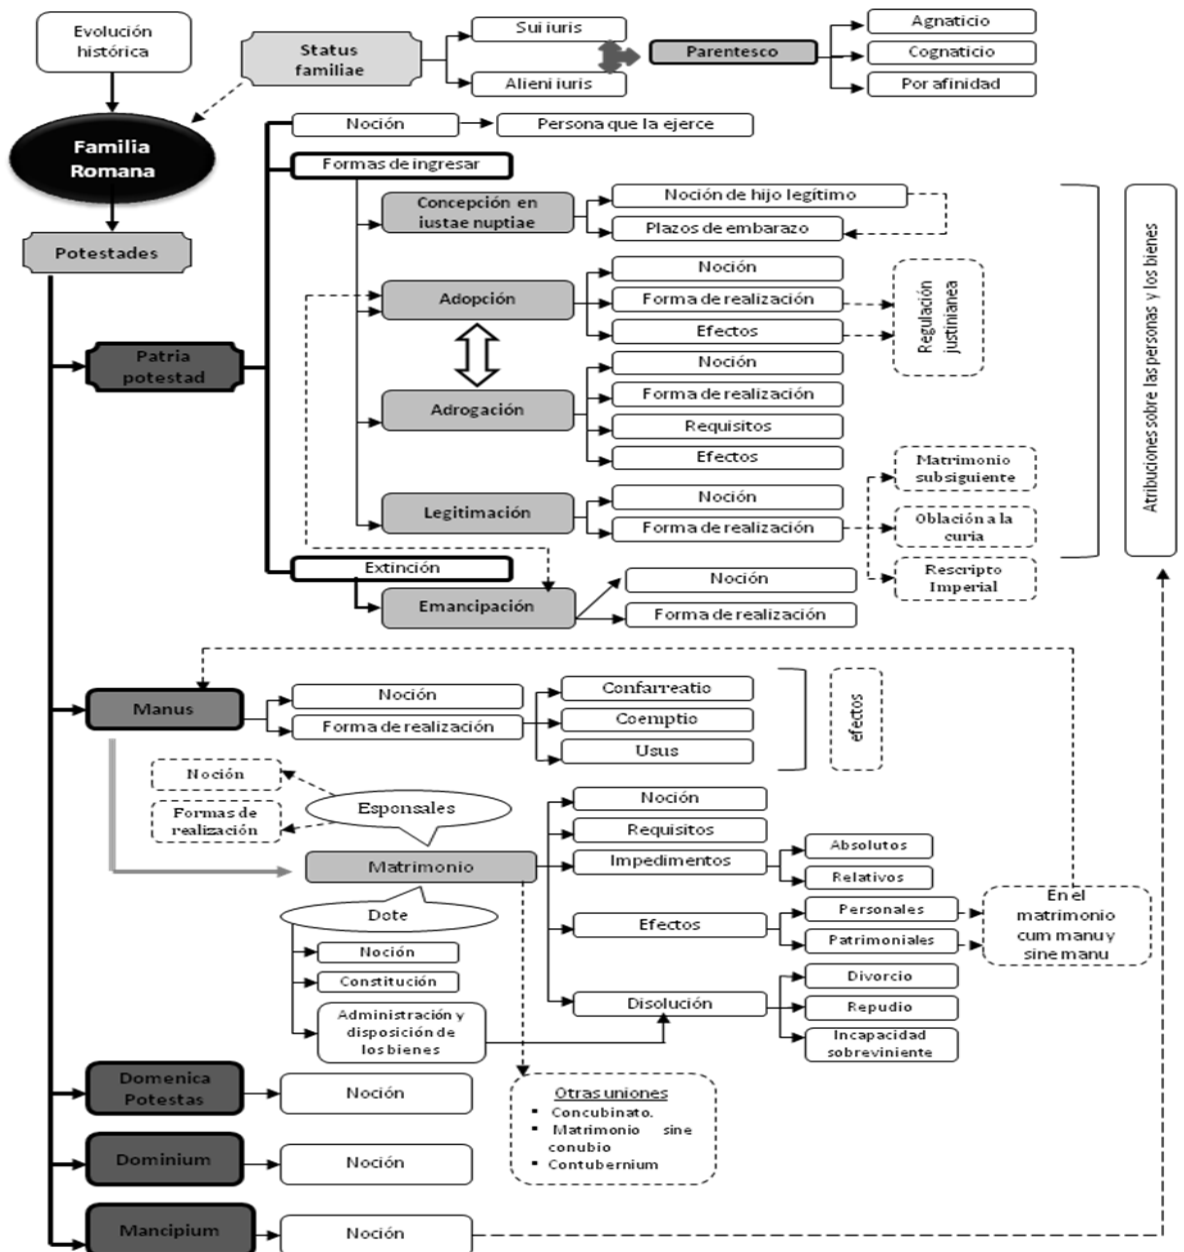 Evolución
histórica
Status
familiae
Sui iuris
Alieni iuris
Parentesco
Agnaticio
Cognaticio
Por afinidad
Familia
Romana
Potestades
Patria
potestad
Noción
Persona que la ejerce
Formas de ingresar
Concepción en
iustae nuptiae
Noción de hijo legítimo
Plazos de embarazo
Adopción
Noción
Forma de realización
Efectos
Regulación
justinianea
Adrogación
Noción
Forma de realización
Requisitos
Efectos
Legitimación
Noción
Forma de realización
Matrimonio
subsiguiente
Oblación a la
curia
Rescripto
Imperial
Atribuciones sobre las personas y los bienes
Extinción
Emancipación
Noción
Forma de realización
Manus
Noción
Forma de realización
Confarreatio
Coemptio
Usus
efectos
Noción
Formas de
realización
Esponsales
Matrimonio
Dote
Noción
Constitución
Administración y
disposición de
los bienes
Noción
Requisitos
Impedimentos
Absolutos
Relativos
Efectos
Personales
Patrimoniales
En el
matrimonio
cum manu y
sine manu
Disolución
Divorcio
Repudio
Incapacidad
sobreviniente
Otras uniones
▪ Concubinato.
▪ Matrimonio sine
conubio
▪ Contubernium
Domenica
Potestas
Noción
Dominium
Noción
Mancipium
Noción